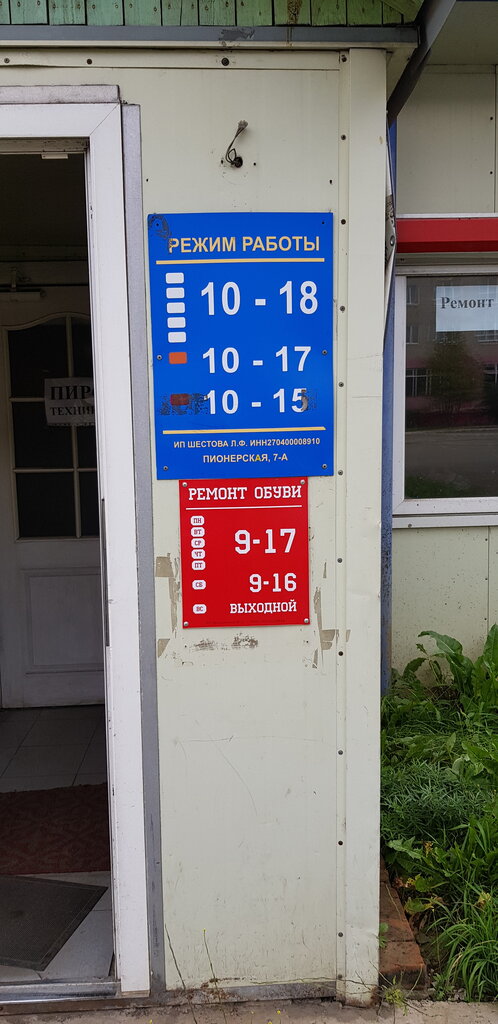 РЕЖИМ РАБОТЫ
10 - 18
10 - 17
10 - 15
ИП ШЕСТОВА Л.Ф. ИНН270400008910
ПИОНЕРСКАЯ, 7-А
РЕМОНТ ОБУВИ
ПН
ВТ
СР
ЧТ
ПТ
9-17
СБ 9-16
ВС ВЫХОДНОЙ
Ремонт